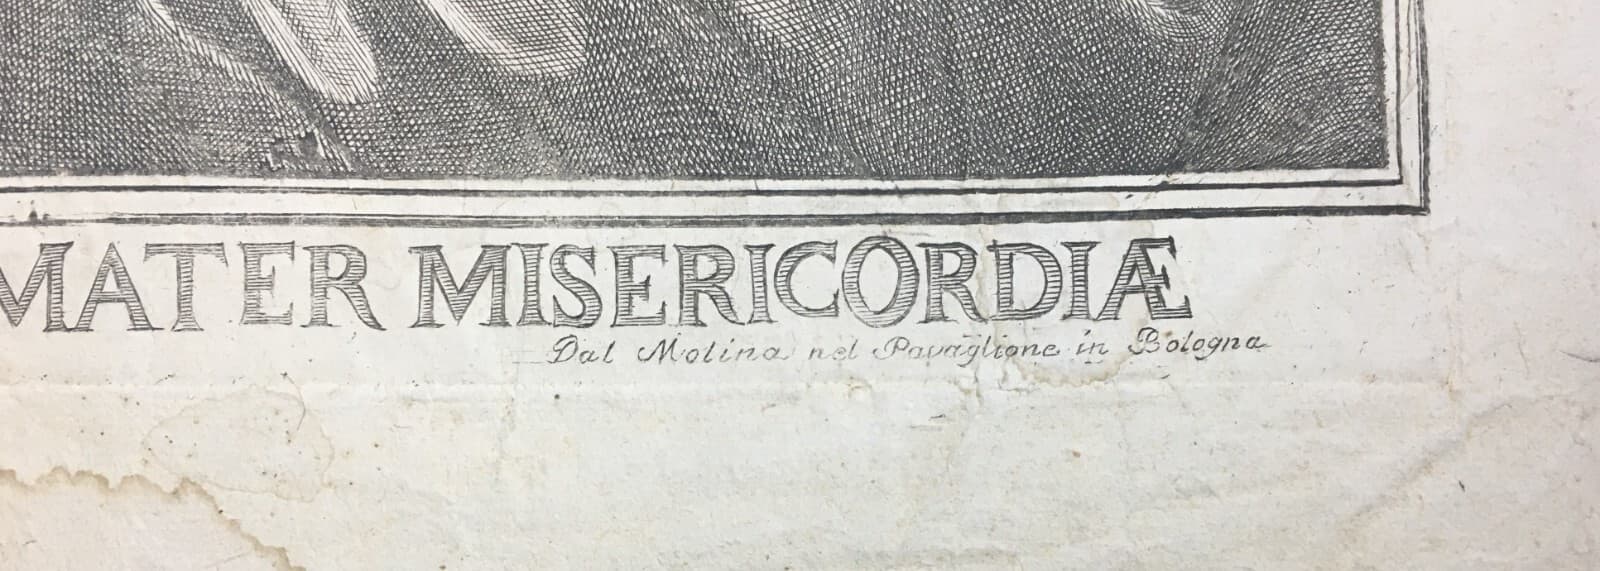 MATER MISERICORDIÆ
Dal Molina nel Pavaglione in Bologna